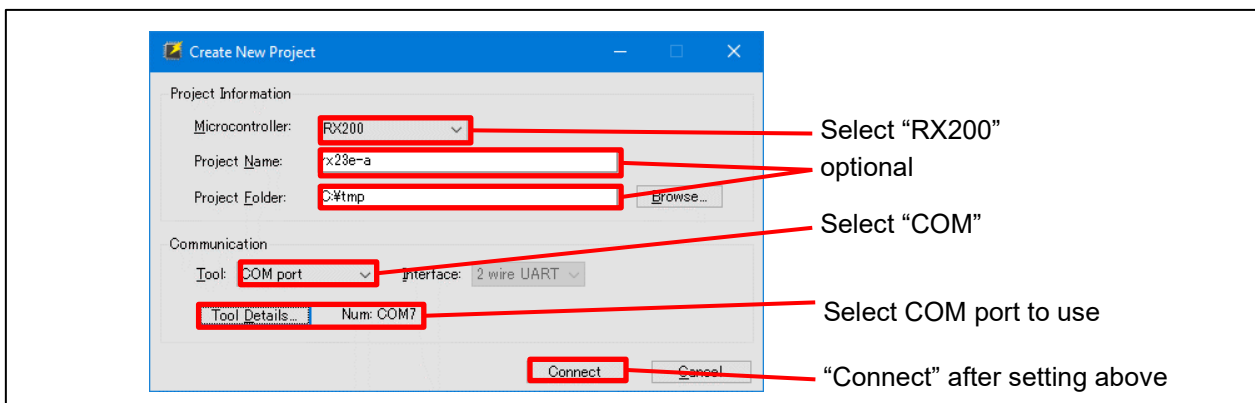 Create New Project
Project Information
Microcontroller: RX200
Select “RX200”
Project Name: rx23e-a
optional
Project Folder: C:¥tmp Browse...
Select “COM”
Communication
Tool: COM port Interface: 2 wire UART
Tool Details... Num: COM7
Select COM port to use
Connect Cancel
“Connect” after setting above